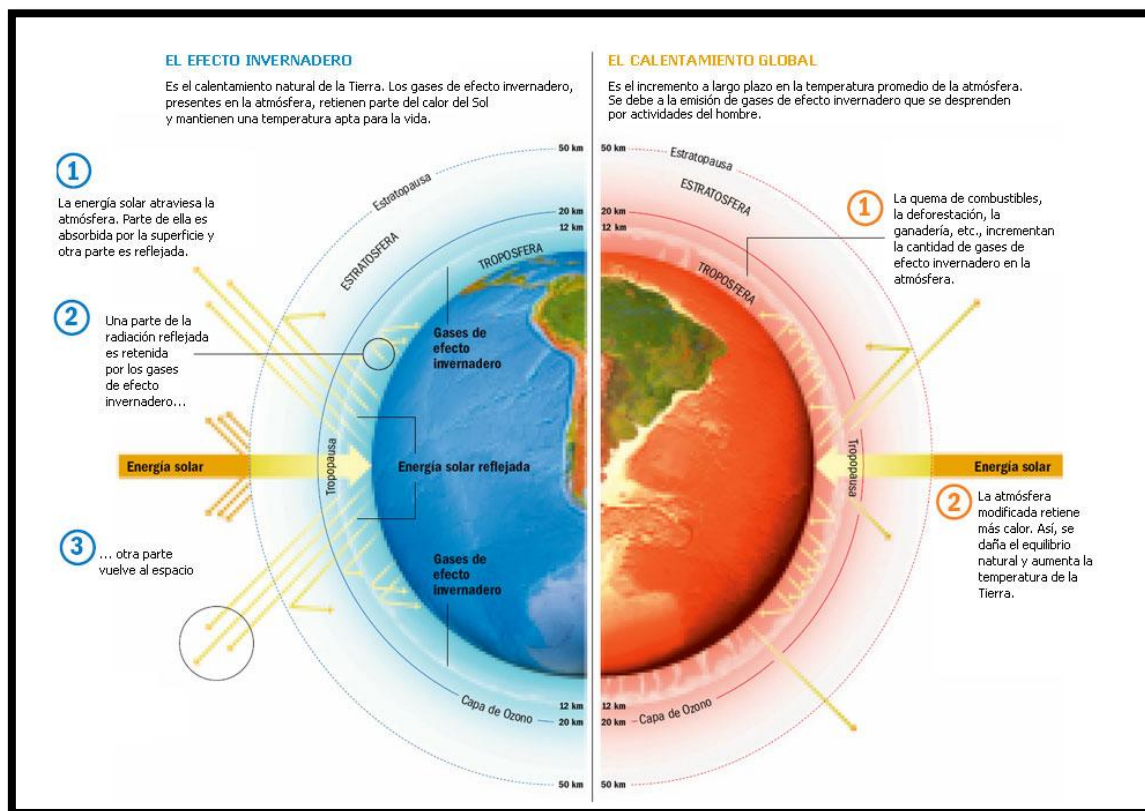 EL EFECTO INVERNADERO
Es el calentamiento natural de la Tierra. Los gases de efecto invernadero,
presentes en la atmósfera, retienen parte del calor del Sol
y mantienen una temperatura apta para la vida.
1
La energía solar atraviesa la
atmósfera. Parte de ella es
absorbida por la superficie y
otra parte es reflejada.
2
Una parte de la
radiación reflejada
es retenida
por los gases
de efecto
invernadero...
Energía solar
3
... otra parte
vuelve al espacio
50 km
20 km
12 km
Estratopausa
ESTRATOSFERA
TROPOSFERA
Gases de
efecto
invernadero
Tropopausa
Energía solar reflejada
Gases de
efecto
invernadero
Capa de Ozono
12 km
20 km
50 km
EL CALENTAMIENTO GLOBAL
Es el incremento a largo plazo en la temperatura promedio de la atmósfera.
Se debe a la emisión de gases de efecto invernadero que se desprenden
por actividades del hombre.
50 km
Estratopausa
ESTRATOSFERA
20 km
12 km
TROPOSFERA
1
La quema de combustibles,
la deforestación, la
ganadería, etc., incrementan
la cantidad de gases de
efecto invernadero en la
atmósfera.
Tropopausa
Energía solar
2
La atmósfera
modificada retiene
más calor. Así, se
daña el equilibrio
natural y aumenta la
temperatura de la
Tierra.
12 km
20 km
Capa de Ozono
50 km